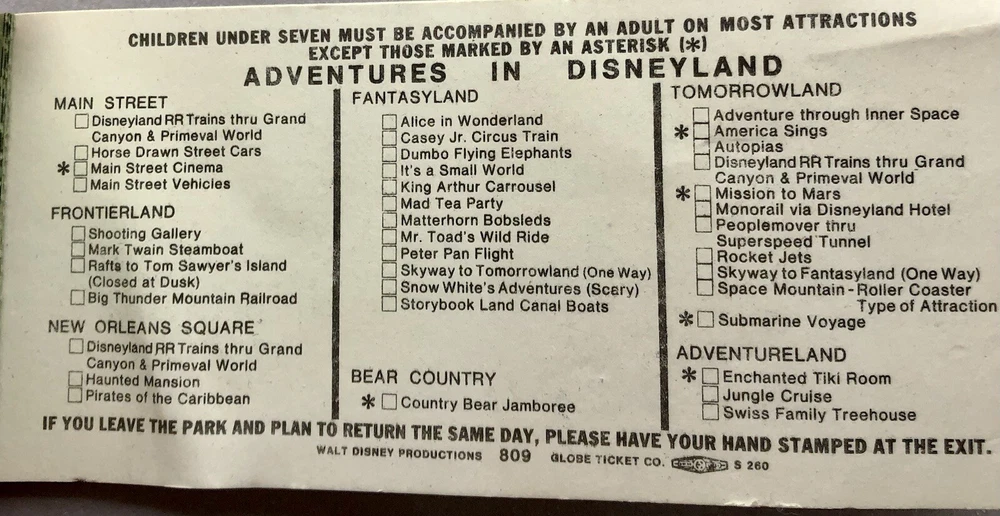 CHILDREN UNDER SEVEN MUST BE ACCOMPANIED BY AN ADULT ON MOST ATTRACTIONS
EXCEPT THOSE MARKED BY AN ASTERISK (*)
ADVENTURES IN DISNEYLAND
MAIN STREET
Disneyland RR Trains thru Grand
Canyon & Primeval World
Horse Drawn Street Cars
* Main Street Cinema
Main Street Vehicles
FRONTIERLAND
Shooting Gallery
Mark Twain Steamboat
Rafts to Tom Sawyer's Island
(Closed at Dusk)
Big Thunder Mountain Railroad
NEW ORLEANS SQUARE
Disneyland RR Trains thru Grand
Canyon & Primeval World
Haunted Mansion
Pirates of the Caribbean
FANTASYLAND
Alice in Wonderland
Casey Jr. Circus Train
Dumbo Flying Elephants
It's a Small World
King Arthur Carrousel
Mad Tea Party
Matterhorn Bobsleds
Mr. Toad's Wild Ride
Peter Pan Flight
Skyway to Tomorrowland (One Way)
Snow White's Adventures (Scary)
Storybook Land Canal Boats
BEAR COUNTRY
* Country Bear Jamboree
TOMORROWLAND
Adventure through Inner Space
* America Sings
Autopias
Disneyland RR Trains thru Grand
Canyon & Primeval World
* Mission to Mars
Monorail via Disneyland Hotel
Peoplemover thru
Superspeed Tunnel
Rocket Jets
Skyway to Fantasyland (One Way)
Space Mountain - Roller Coaster
Type of Attraction
* Submarine Voyage
ADVENTURELAND
* Enchanted Tiki Room
Jungle Cruise
Swiss Family Treehouse
IF YOU LEAVE THE PARK AND PLAN TO RETURN THE SAME DAY, PLEASE HAVE YOUR HAND STAMPED AT THE EXIT.
WALT DISNEY PRODUCTIONS 809 GLOBE TICKET CO. S 260